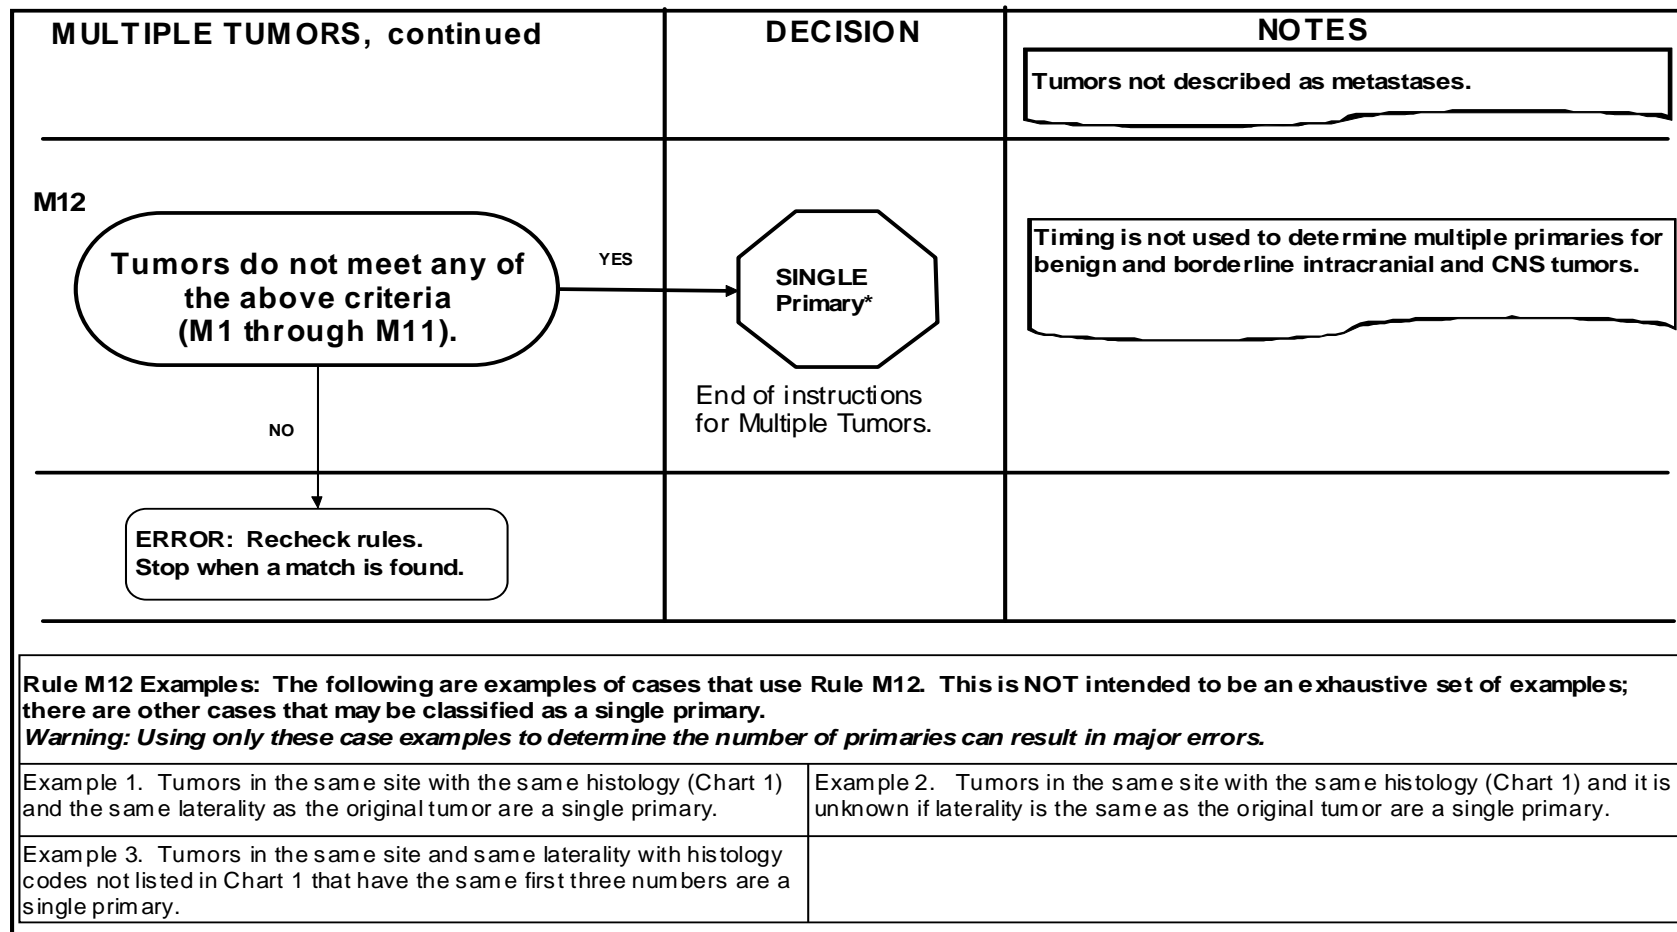 MULTIPLE TUMORS, continued
DECISION
NOTES
Tumors not described as metastases.
M12
Tumors do not meet any of
the above criteria
(M1 through M11).
YES
SINGLE
Primary*
Timing is not used to determine multiple primaries for
benign and borderline intracranial and CNS tumors.
End of instructions
for Multiple Tumors.
NO
ERROR: Recheck rules.
Stop when a match is found.
Rule M12 Examples: The following are examples of cases that use Rule M12. This is NOT intended to be an exhaustive set of examples;
there are other cases that may be classified as a single primary.
Warning: Using only these case examples to determine the number of primaries can result in major errors.
Example 1. Tumors in the same site with the same histology (Chart 1)
and the same laterality as the original tumor are a single primary.
Example 2. Tumors in the same site with the same histology (Chart 1) and it is
unknown if laterality is the same as the original tumor are a single primary.
Example 3. Tumors in the same site and same laterality with histology
codes not listed in Chart 1 that have the same first three numbers are a
single primary.